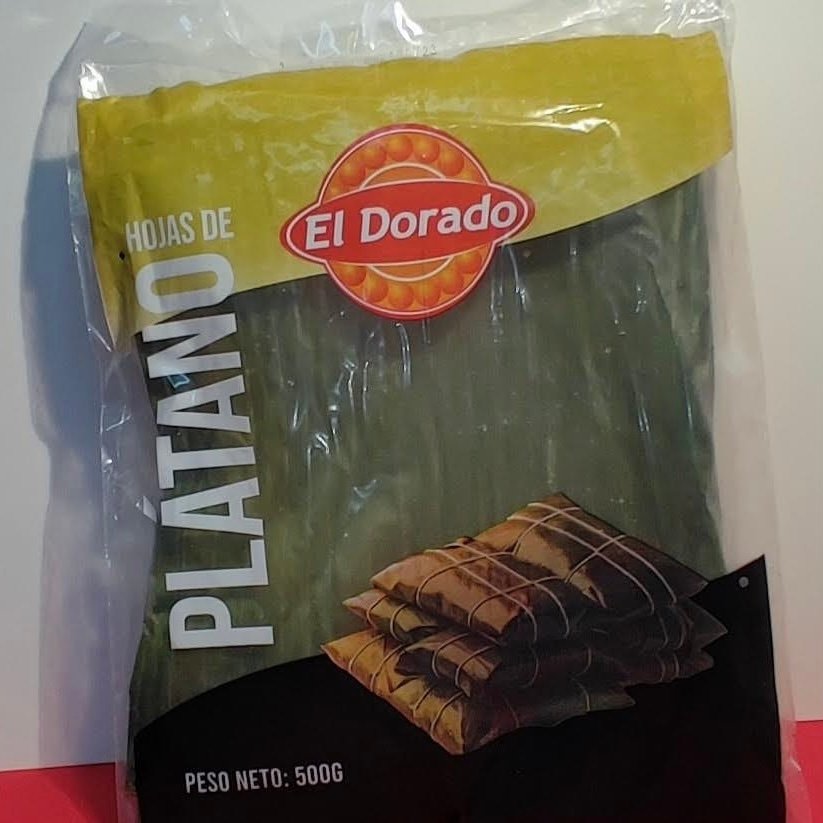 El Dorado
HOJAS DE
PLÁTANO
PESO NETO: 500G